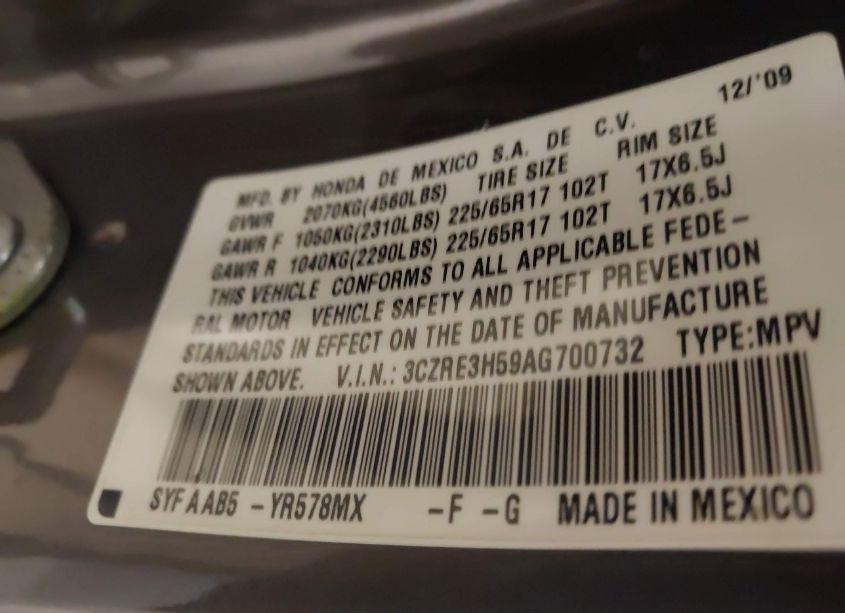 12/'09
MFD. BY HONDA DE MEXICO S.A. DE C.V.
GVWR 2070KG(4560LBS) TIRE SIZE RIM SIZE
GAWR F 1050KG(2310LBS) 225/65R17 102T 17X6.5J
GAWR R 1040KG(2290LBS) 225/65R17 102T 17X6.5J
THIS VEHICLE CONFORMS TO ALL APPLICABLE FEDE-
RAL MOTOR VEHICLE SAFETY AND THEFT PREVENTION
STANDARDS IN EFFECT ON THE DATE OF MANUFACTURE
SHOWN ABOVE. V.I.N.: 3CZRE3H59AG700732 TYPE:MPV
SYFAAB5 -YR578MX -F -G MADE IN MEXICO